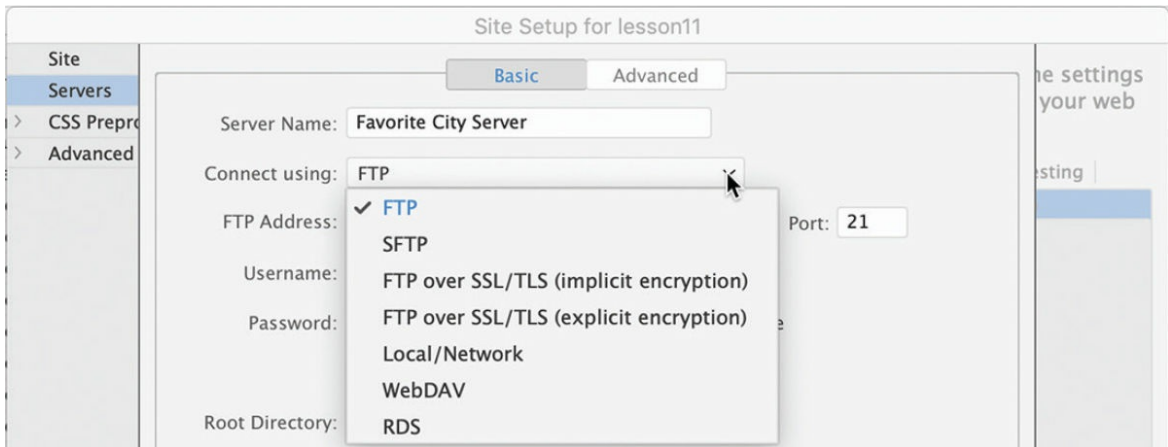 Site Setup for lesson11
Site
Servers
CSS
Advanced
Basic Advanced
settings
your web
Server Name: Favorite City Server
Connect using: FTP
FTP Address: Port: 21
Username:
Password:
Root Directory:
✓ FTP
SFTP
FTP over SSL/TLS (implicit encryption)
FTP over SSL/TLS (explicit encryption)
Local/Network
WebDAV
RDS